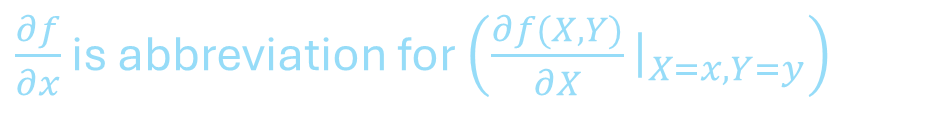 ∂f/∂x is abbreviation for (∂f(X,Y)/∂X |X=x,Y=y)